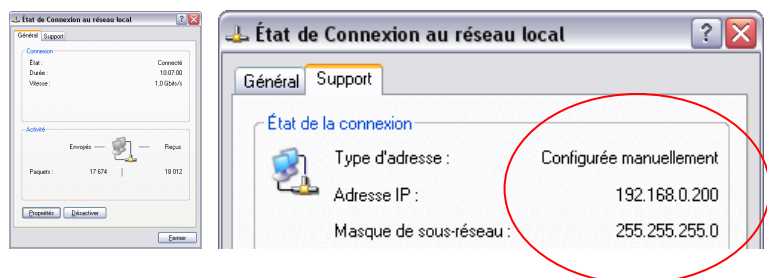 État de Connexion au réseau local
Général Support
Connexion
État : Connecté
Durée : 10:07:00
Vitesse : 1,0 Gbits/s
Activité
Envoyés Reçus
Paquets : 17 674 18 012
Propriétés Désactiver
Fermer
État de Connexion au réseau local
Général Support
État de la connexion
Type d'adresse : Configurée manuellement
Adresse IP : 192.168.0.200
Masque de sous-réseau : 255.255.255.0